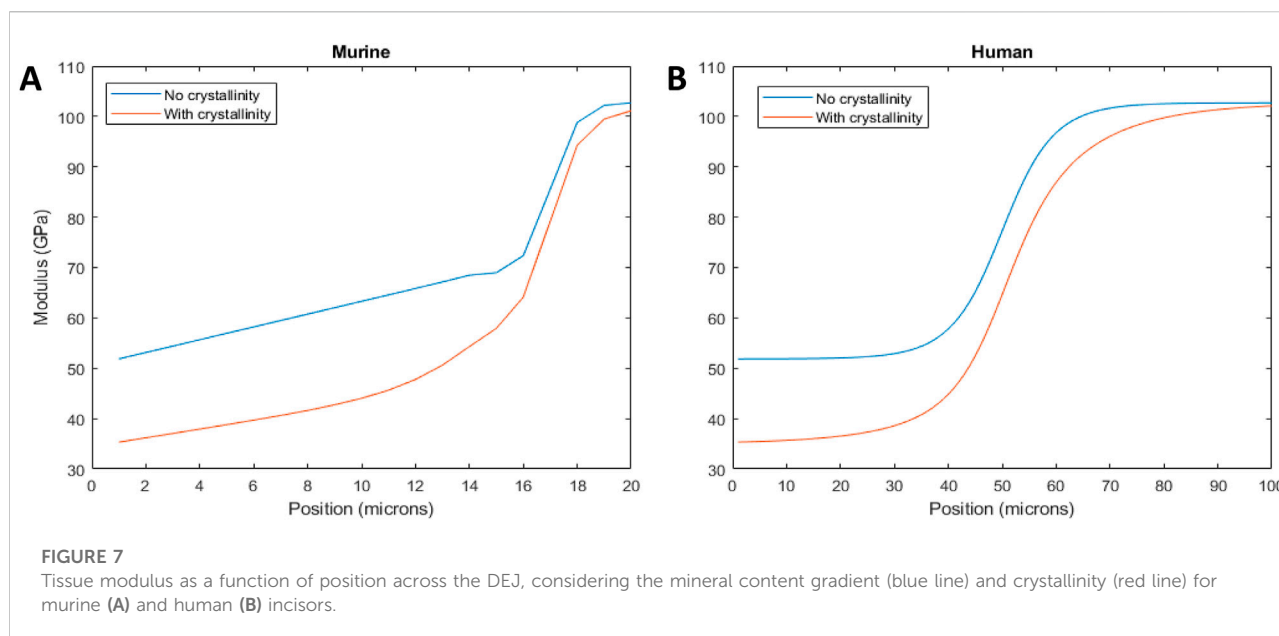 A
Murine
110
100
90
80
70
60
50
40
30
Modulus (GPa)
No crystallinity
With crystallinity
0 2 4 6 8 10 12 14 16 18 20
Position (microns)
B
Human
110
100
90
80
70
60
50
40
30
No crystallinity
With crystallinity
0 10 20 30 40 50 60 70 80 90 100
Position (microns)
FIGURE 7
Tissue modulus as a function of position across the DEJ, considering the mineral content gradient (blue line) and crystallinity (red line) for
murine (A) and human (B) incisors.